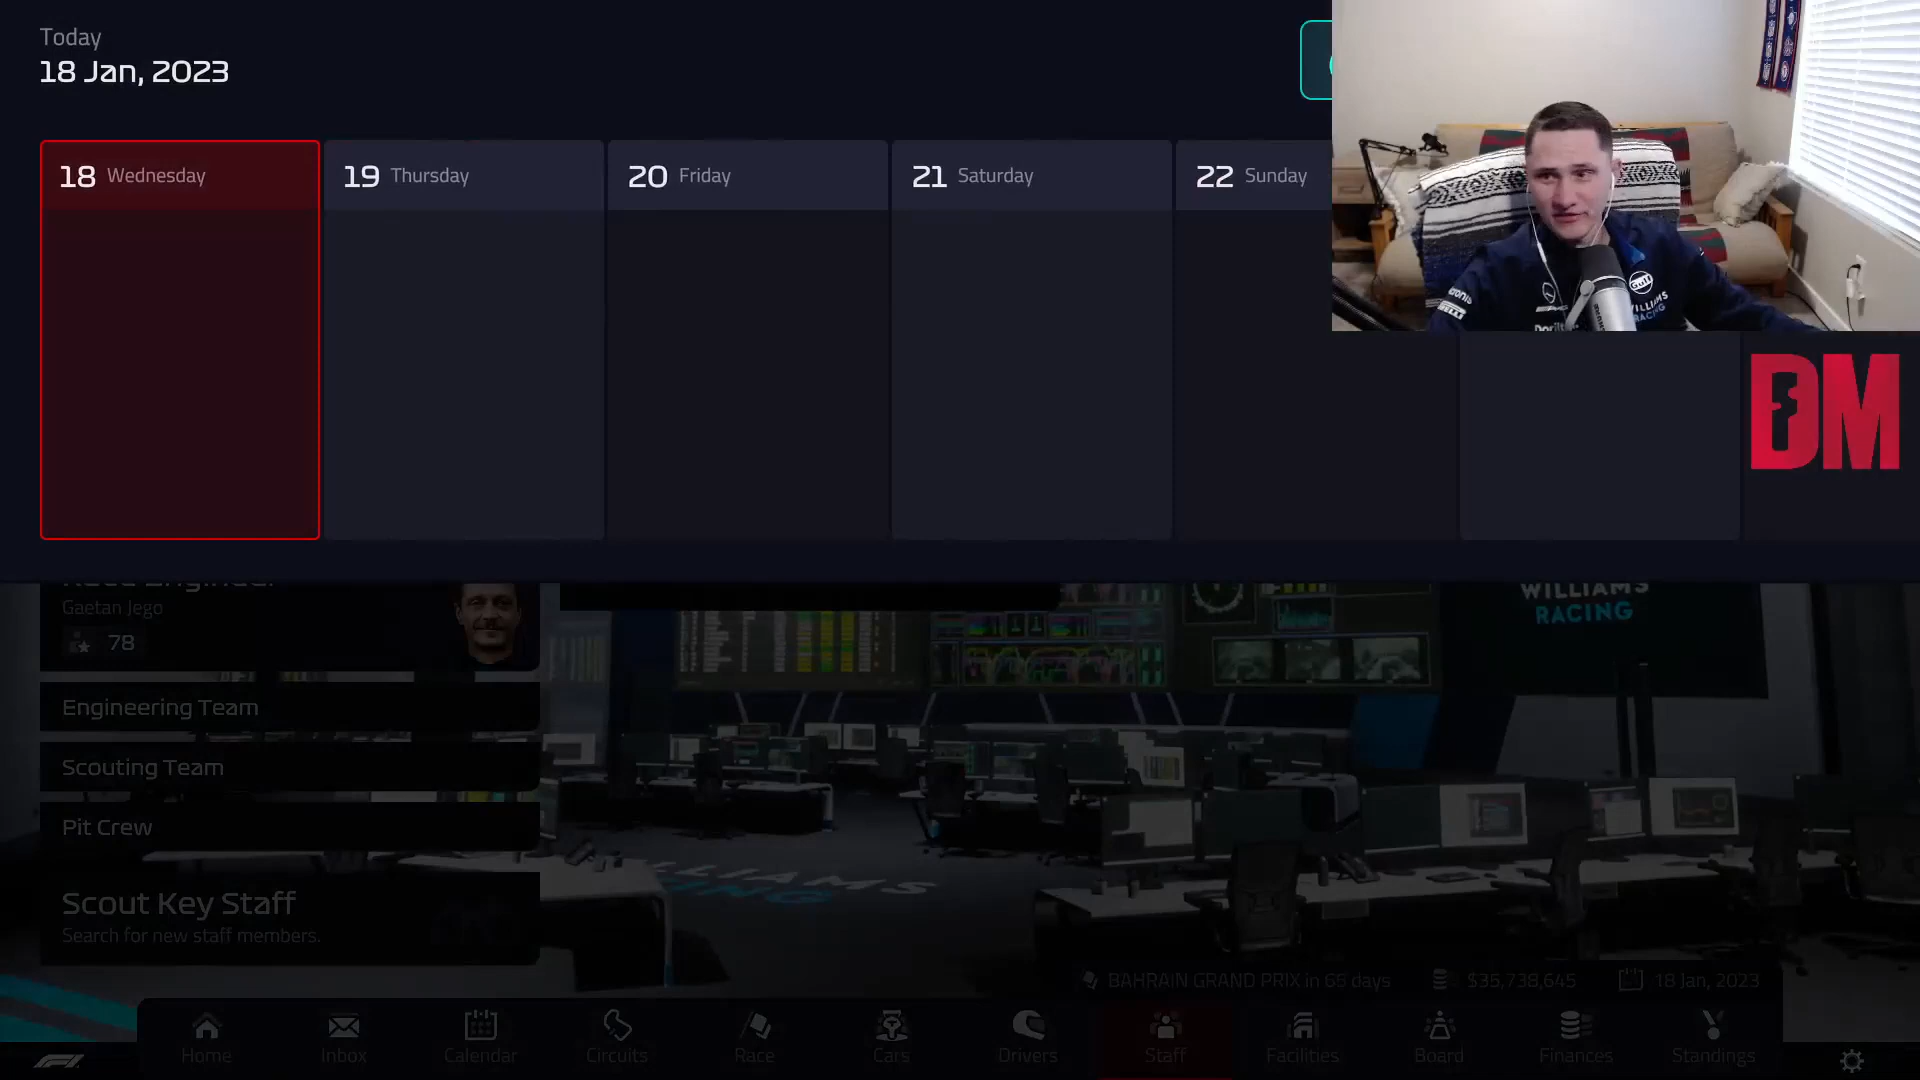 Today
18 Jan, 2023
18 Wednesday
19 Thursday
20 Friday
21 Saturday
22 Sunday
Gulf
WILLIAMS
RACING
DM
Gaetan Jego
78
Engineering Team
Scouting Team
Pit Crew
Scout Key Staff
Search for new staff members.
WILLIAMS
RACING
BAHRAIN GRAND PRIX in 65 days
$35,738,645
18 Jan, 2023
Home
Inbox
Calendar
Circuits
Race
Cars
Drivers
Staff
Facilities
Board
Finances
Standings